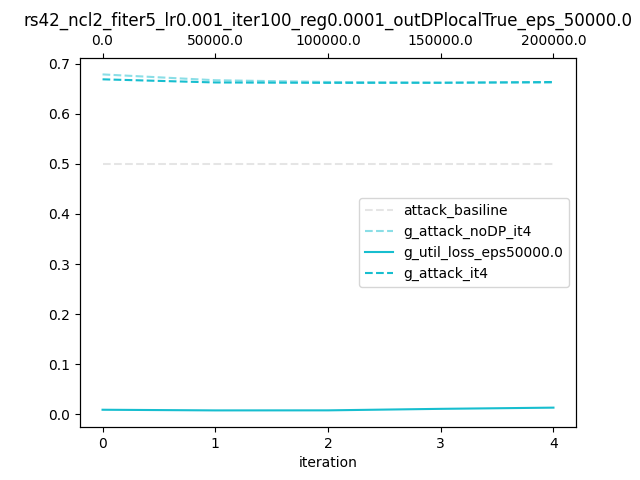 rs42_ncl2_fiter5_lr0.001_iter100_reg0.0001_outDPlocalTrue_eps_50000.0
0.0 50000.0 100000.0 150000.0 200000.0
0.7
0.6
0.5
0.4
0.3
0.2
0.1
0.0
attack_basiline
g_attack_noDP_it4
g_util_loss_eps50000.0
g_attack_it4
0 1 2 3 4
iteration